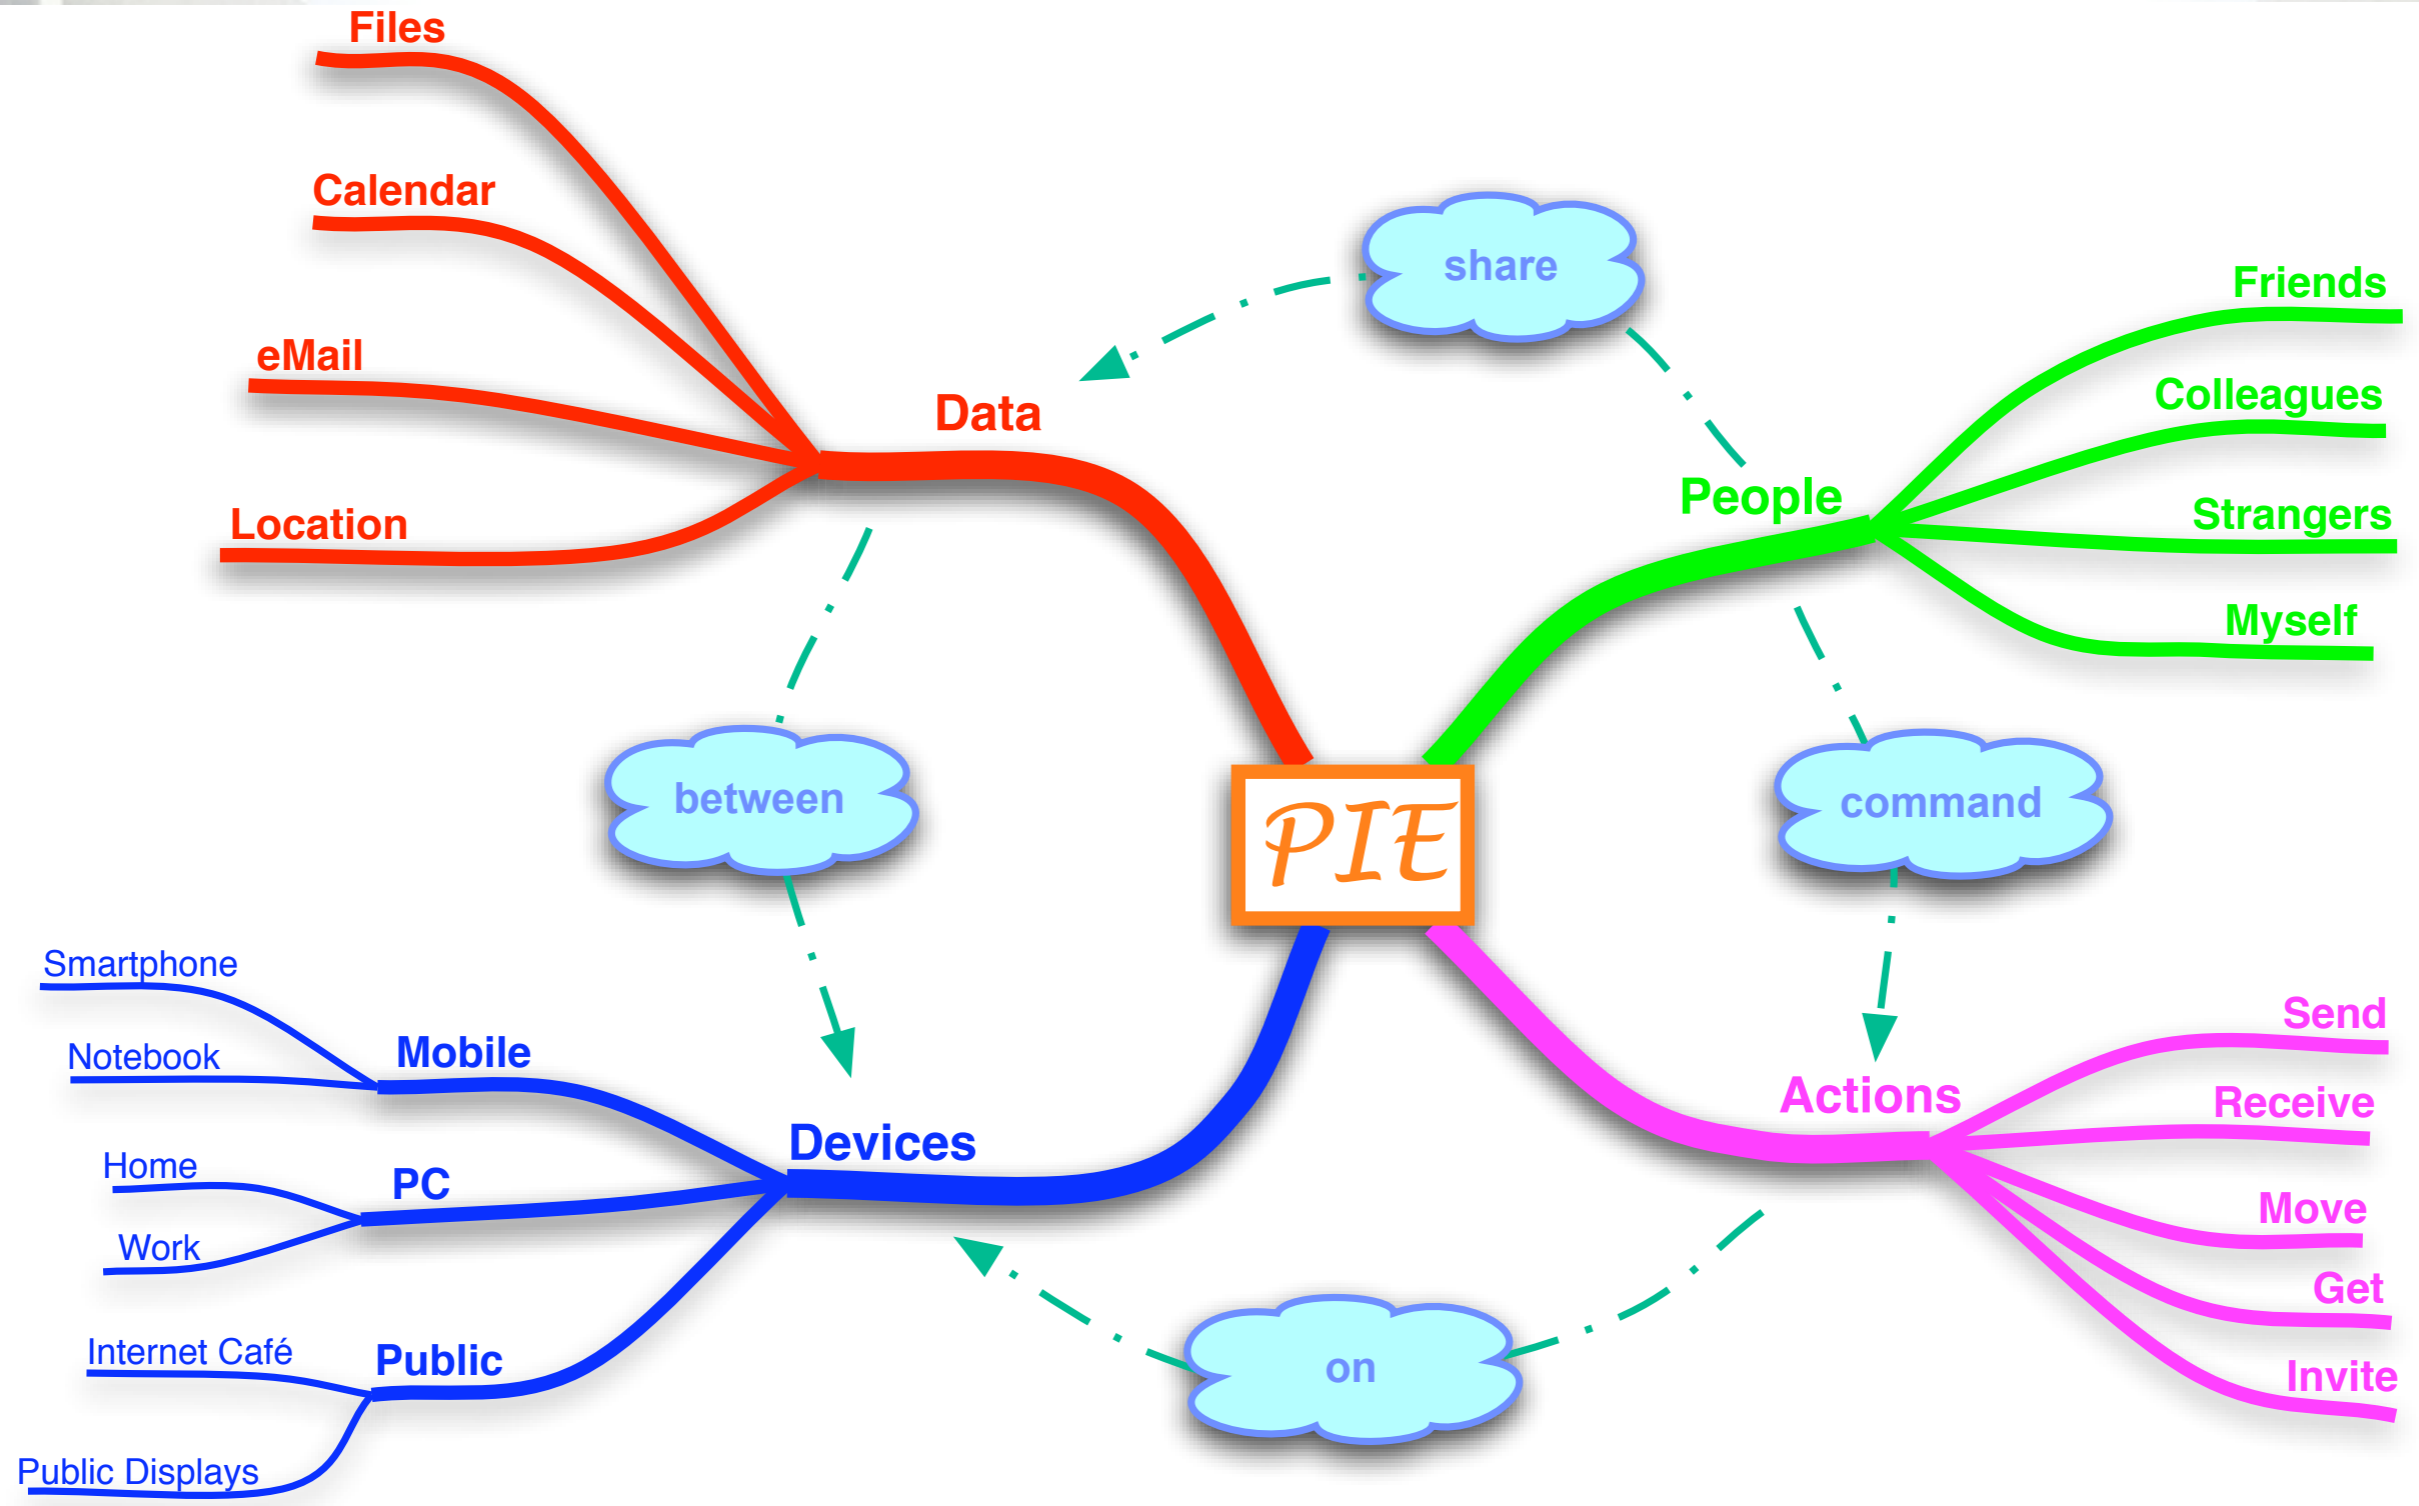 Files
Calendar
eMail
Location
Data
share
People
Friends
Colleagues
Strangers
Myself
between
PIE
command
Smartphone
Notebook
Mobile
Home
Work
PC
Internet Café
Public Displays
Public
Devices
on
Actions
Send
Receive
Move
Get
Invite